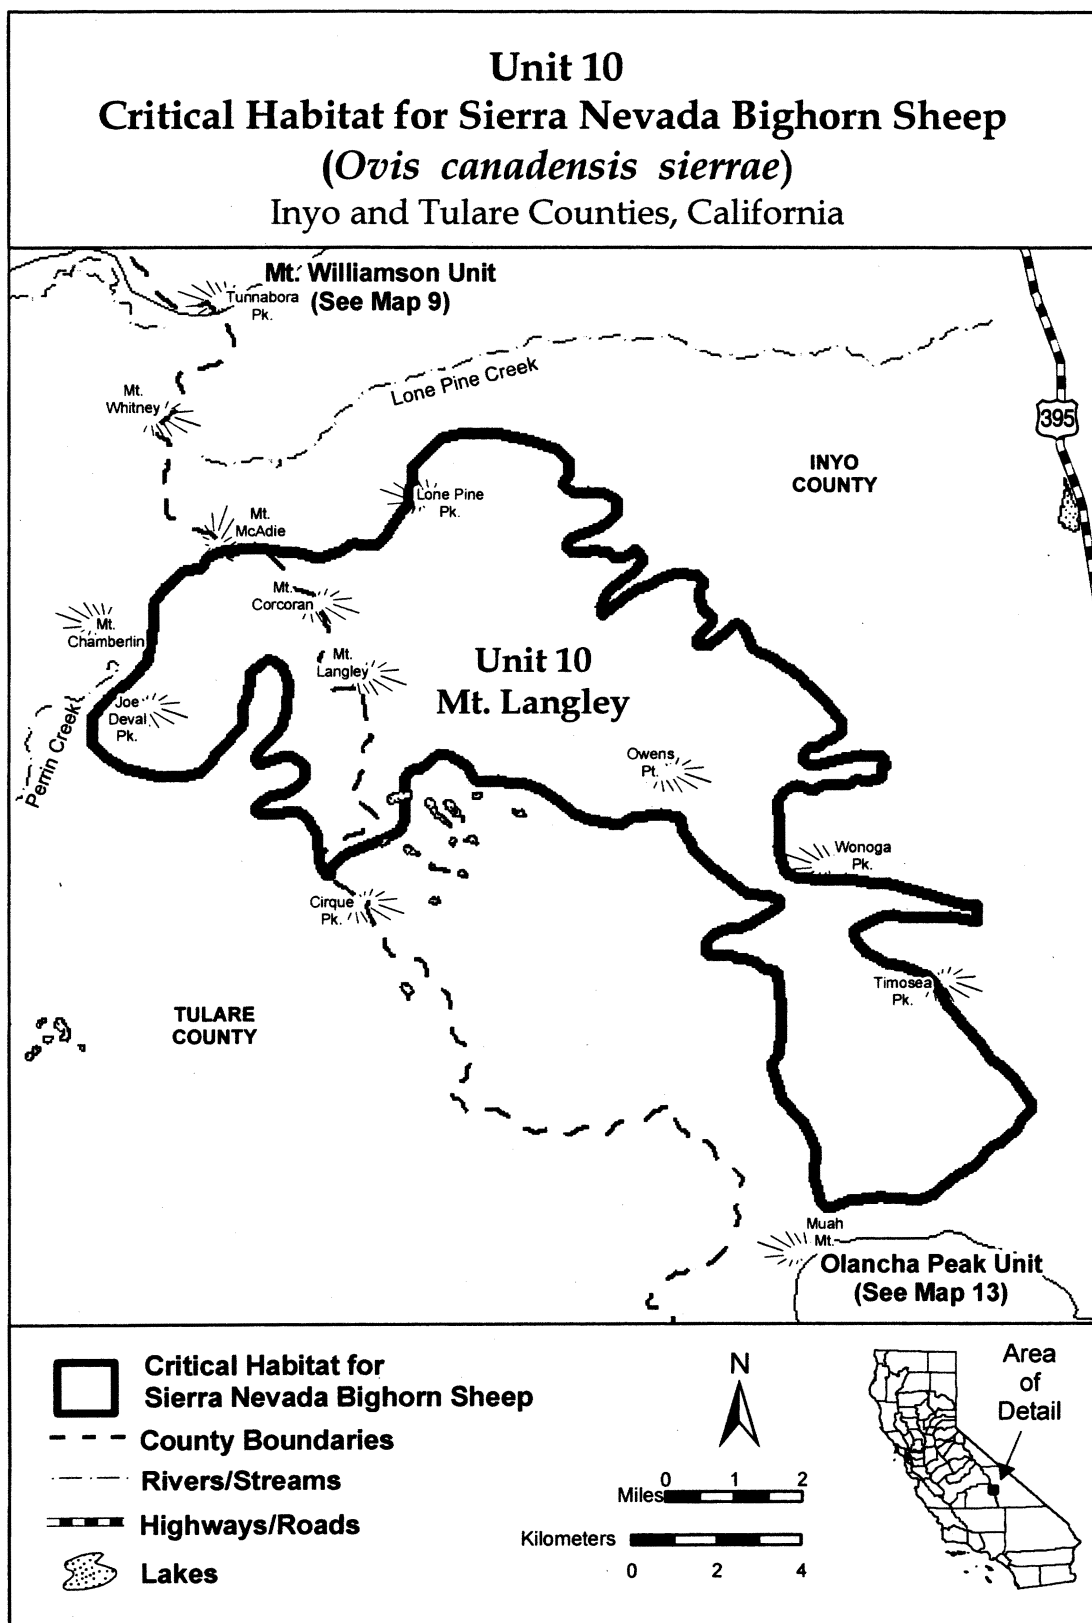 Unit 10
Critical Habitat for Sierra Nevada Bighorn Sheep
(Ovis canadensis sierrae)
Inyo and Tulare Counties, California
Mt. Williamson Unit
(See Map 9)
Tunnabora
Pk.
Lone Pine Creek
Mt.
Whitney
395
INYO
COUNTY
Lone Pine
Pk.
Mt.
McAdie
Mt.
Corcoran
Mt.
Chamberlin
Mt.
Langley
Unit 10
Mt. Langley
Joe
Deval
Pk.
Perrin Creek
Owens
Pt.
Wonoga
Pk.
Cirque
Pk.
Timosea
Pk.
TULARE
COUNTY
Muah
Mt.
Olancha Peak Unit
(See Map 13)
Critical Habitat for
Sierra Nevada Bighorn Sheep
County Boundaries
Rivers/Streams
Highways/Roads
Lakes
N
0 1 2
Miles
Kilometers
0 2 4
Area
of
Detail